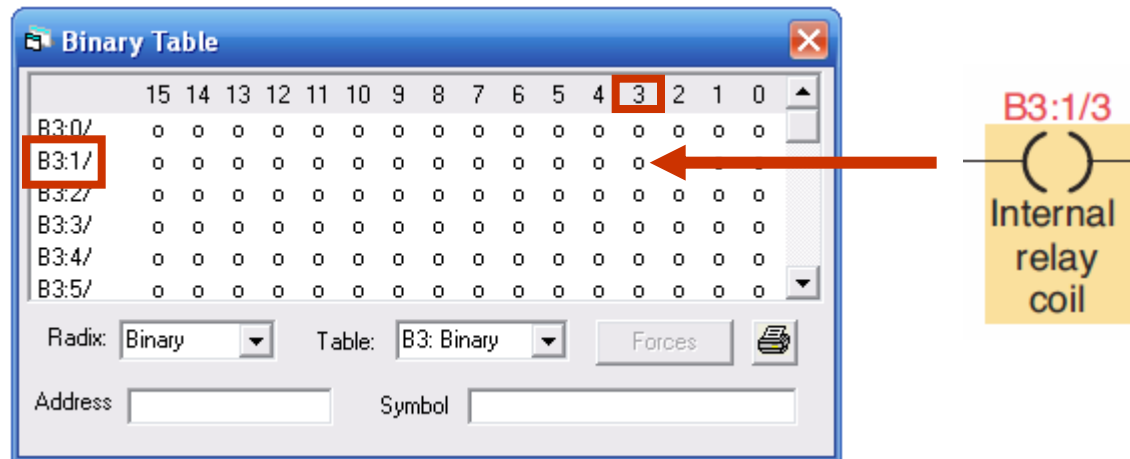 Binary Table
15 14 13 12 11 10 9 8 7 6 5 4 3 2 1 0
B3:0/ o o o o o o o o o o o o o o o o
B3:1/ o o o o o o o o o o o o o o o o
B3:2/ o o o o o o o o o o o o o o o o
B3:3/ o o o o o o o o o o o o o o o o
B3:4/ o o o o o o o o o o o o o o o o
B3:5/ o o o o o o o o o o o o o o o o
Radix: Binary Table: B3: Binary Forces
Address Symbol
B3:1/3
Internal
relay
coil